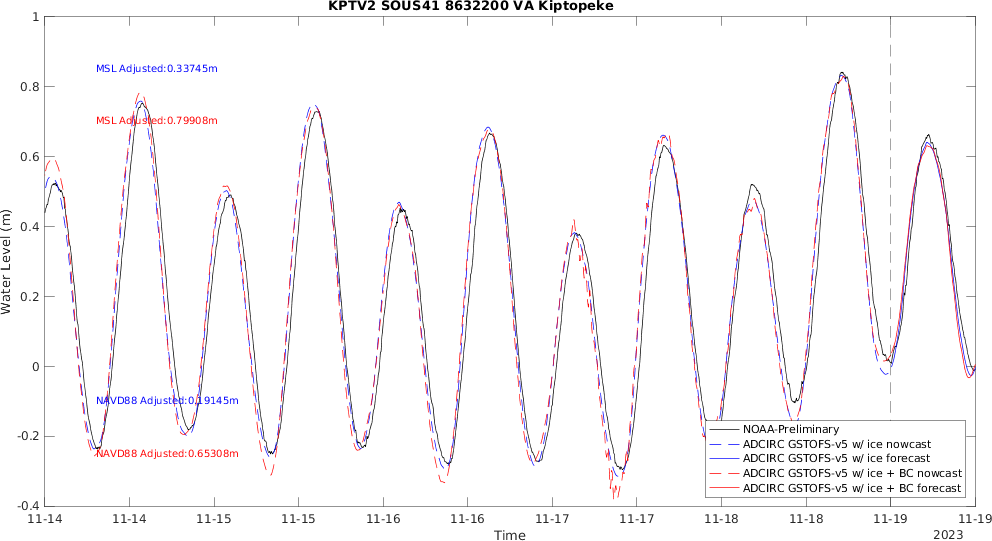 KPTV2 SOUS41 8632200 VA Kiptopeke
1
0.8
0.6
0.4
0.2
0
-0.2
-0.4
Water Level (m)
MSL Adjusted:0.33745m
MSL Adjusted:0.79908m
NAVD88 Adjusted:0.19145m
NAVD88 Adjusted:0.65308m
NOAA-Preliminary
ADCIRC GSTOFS-v5 w/ ice nowcast
ADCIRC GSTOFS-v5 w/ ice forecast
ADCIRC GSTOFS-v5 w/ ice + BC nowcast
ADCIRC GSTOFS-v5 w/ ice + BC forecast
11-14 11-14 11-15 11-15 11-16 11-16 11-17 11-17 11-18 11-18 11-19 11-19
Time
2023